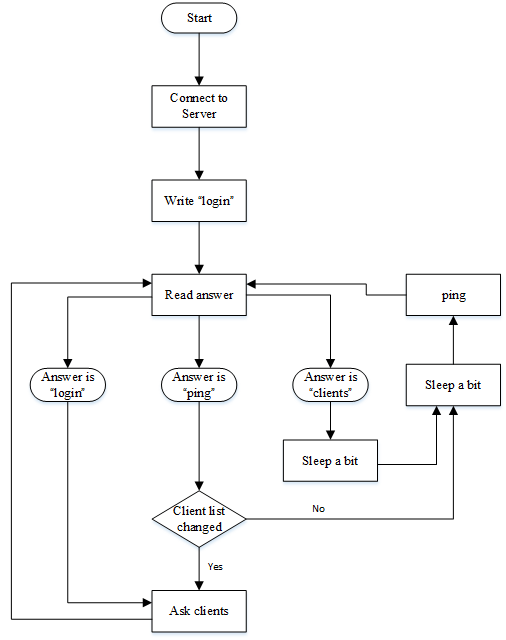 Start
Connect to
Server
Write “login”
Read answer
ping
Answer is
“login”
Answer is
“ping”
Answer is
“clients”
Sleep a bit
Sleep a bit
Client list
changed
No
Yes
Ask clients